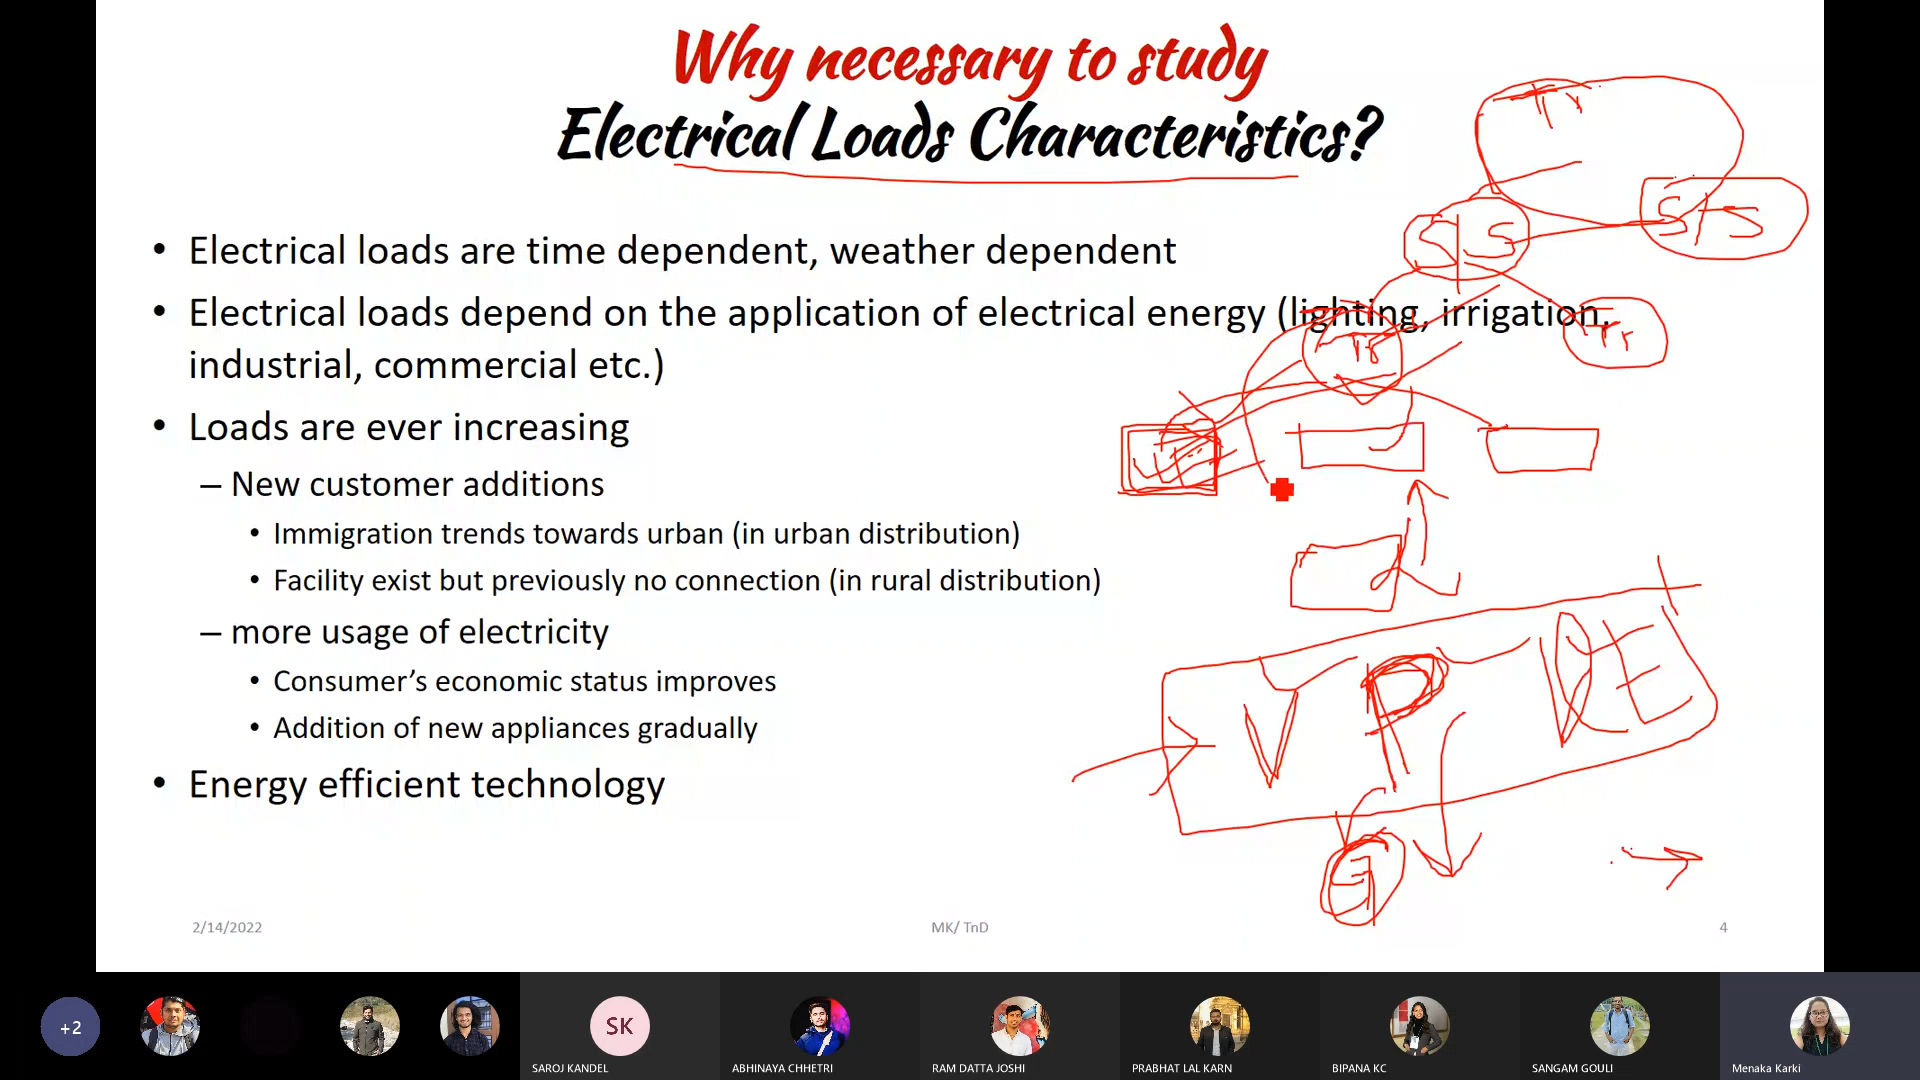 Why necessary to study
Electrical Loads Characteristics?
• Electrical loads are time dependent, weather dependent
• Electrical loads depend on the application of electrical energy (lighting, irrigation,
industrial, commercial etc.)
• Loads are ever increasing
– New customer additions
• Immigration trends towards urban (in urban distribution)
• Facility exist but previously no connection (in rural distribution)
– more usage of electricity
• Consumer’s economic status improves
• Addition of new appliances gradually
• Energy efficient technology
Tr
S/S
S/S
Tr
Tr
V P
2/14/2022
MK/ TnD
4
+2
SK
SAROJ KANDEL
ABHINAYA CHHETRI
RAM DATTA JOSHI
PRABHAT LAL KARN
BIPANA KC
SANGAM GOULI
Menaka Karki